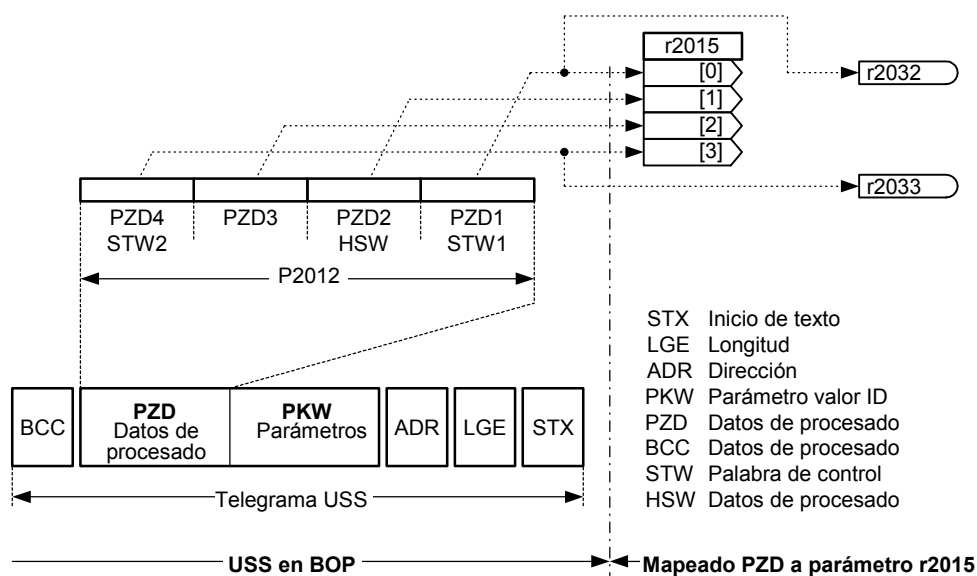 r2015
[0]
[1]
[2]
[3]
r2032
r2033
PZD4 PZD3 PZD2 PZD1
STW2 HSW STW1
P2012
STX Inicio de texto
LGE Longitud
ADR Dirección
PKW Parámetro valor ID
PZD Datos de procesado
BCC Datos de procesado
STW Palabra de control
HSW Datos de procesado
BCC
PZD
Datos de
procesado
PKW
Parámetros
ADR
LGE
STX
Telegrama USS
USS en BOP
Mapeado PZD a parámetro r2015